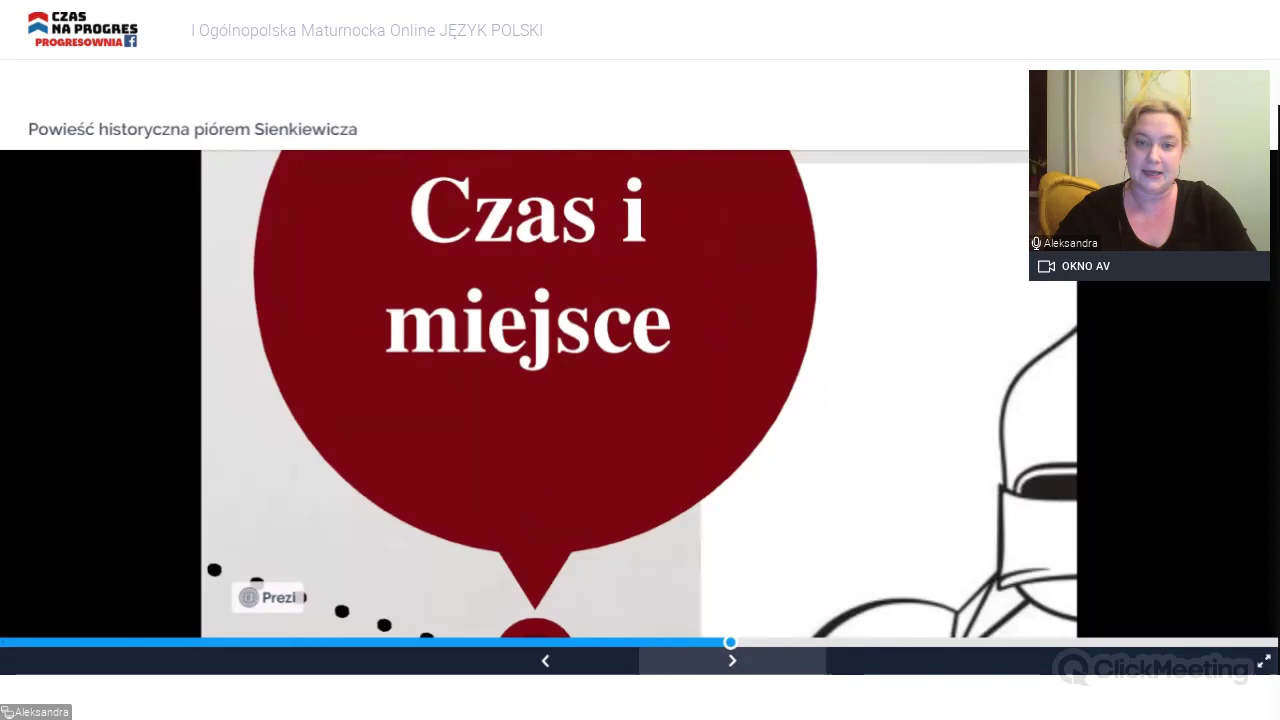 CZAS
NA PROGRES
PROGRESOWNIA
I Ogólnopolska Maturnocka Online JĘZYK POLSKI
Powieść historyczna piórem Sienkiewicza
Czas i
miejsce
Aleksandra
OKNO AV
Prezi
ClickMeeting
Aleksandra